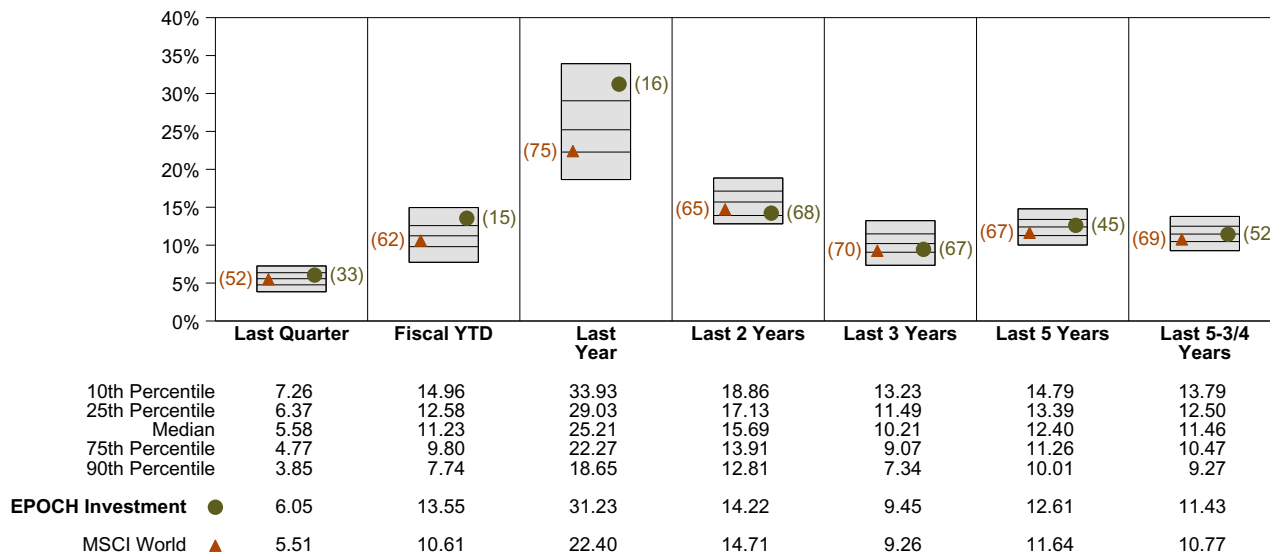 40%
35%
30%
25%
20%
15%
10%
5%
0%
(52) (33)
(62) (15)
(75) (16)
(65) (68)
(70) (67)
(67) (45)
(69) (52
Last Quarter Fiscal YTD Last Year Last 2 Years Last 3 Years Last 5 Years Last 5-3/4 Years
10th Percentile 7.26 14.96 33.93 18.86 13.23 14.79 13.79
25th Percentile 6.37 12.58 29.03 17.13 11.49 13.39 12.50
Median 5.58 11.23 25.21 15.69 10.21 12.40 11.46
75th Percentile 4.77 9.80 22.27 13.91 9.07 11.26 10.47
90th Percentile 3.85 7.74 18.65 12.81 7.34 10.01 9.27
EPOCH Investment 6.05 13.55 31.23 14.22 9.45 12.61 11.43
MSCI World 5.51 10.61 22.40 14.71 9.26 11.64 10.77